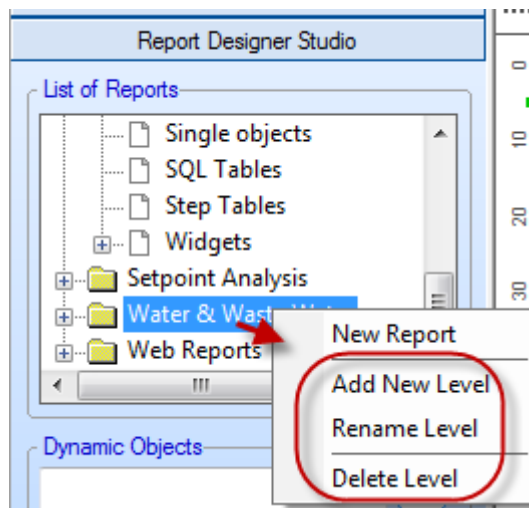 Report Designer Studio
List of Reports
Single objects
SQL Tables
Step Tables
Widgets
Setpoint Analysis
Water & Waste
Web Reports
New Report
Add New Level
Rename Level
Delete Level
Dynamic Objects
0
10
20
30